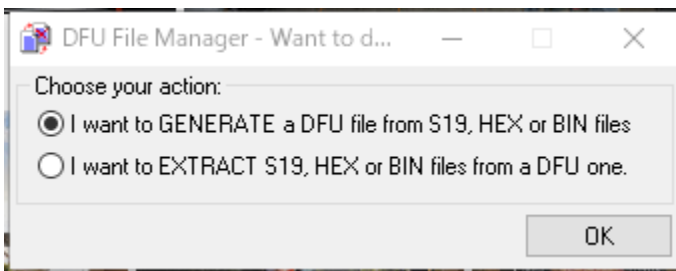 DFU File Manager - Want to d...
Choose your action:
I want to GENERATE a DFU file from S19, HEX or BIN files
I want to EXTRACT S19, HEX or BIN files from a DFU one.
OK